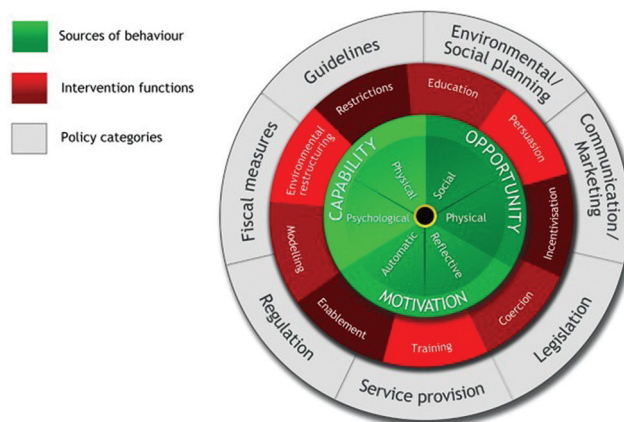 Sources of behaviour
Intervention functions
Policy categories
Guidelines
Environmental/
Social planning
Communication/
Marketing
Legislation
Service provision
Regulation
Fiscal measures
Restrictions
Education
Persuasion
Incentivisation
Coercion
Training
Enablement
Modelling
Environmental
restructuring
CAPABILITY
OPPORTUNITY
MOTIVATION
Physical
Social
Psychological
Physical
Automatic
Reflective